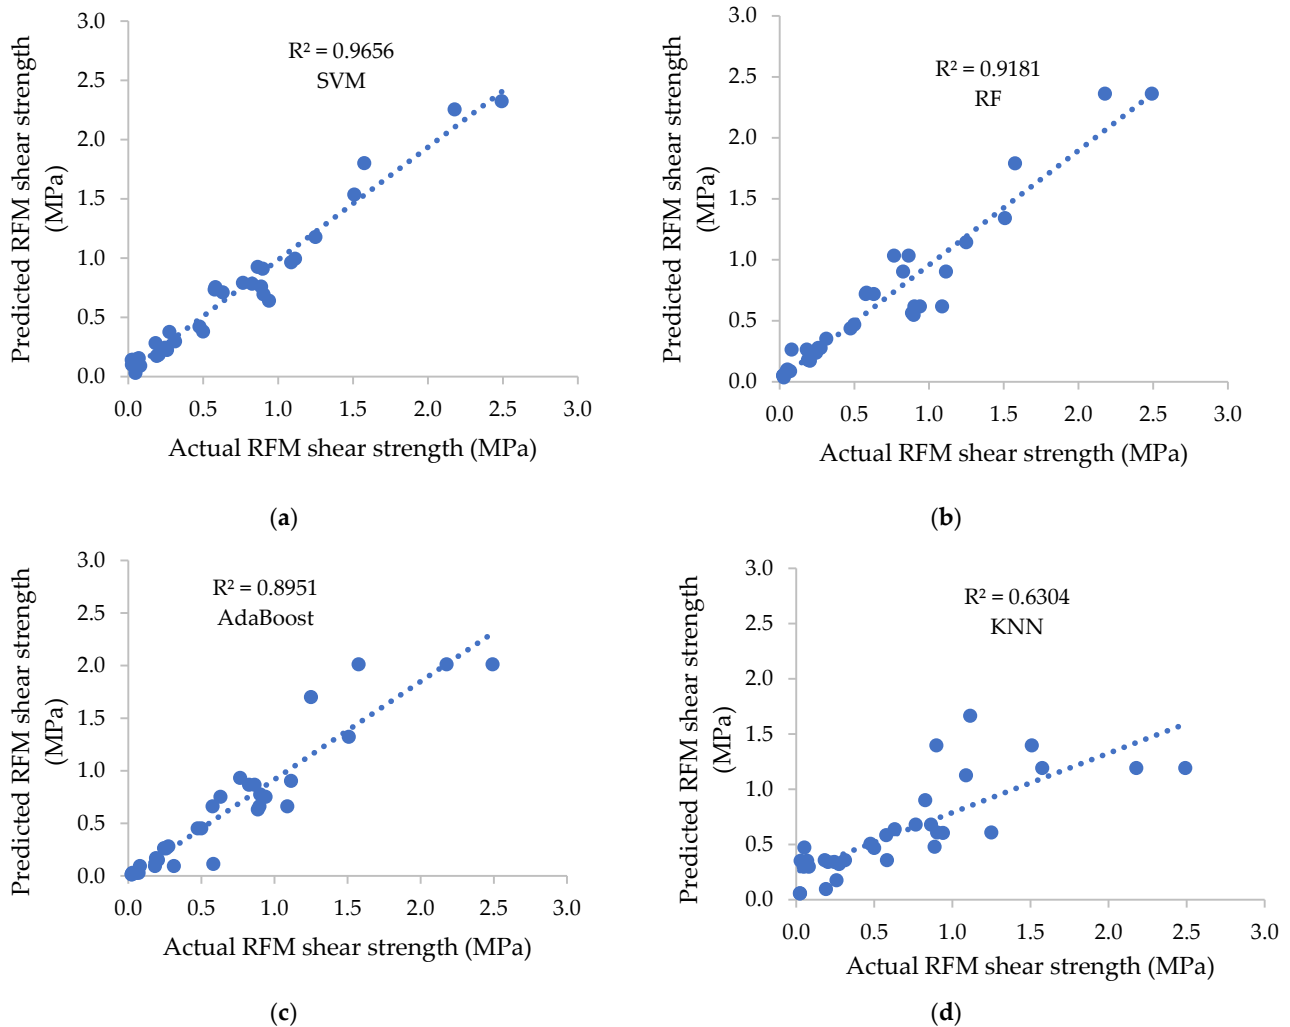 3.0
2.5
2.0
1.5
1.0
0.5
0.0
Predicted RFM shear strength
(MPa)
R² = 0.9656
SVM
0.0 0.5 1.0 1.5 2.0 2.5 3.0
Actual RFM shear strength (MPa)
(a)
3.0
2.5
2.0
1.5
1.0
0.5
0.0
Predicted RFM shear strength
(MPa)
R² = 0.9181
RF
0.0 0.5 1.0 1.5 2.0 2.5 3.0
Actual RFM shear strength (MPa)
(b)
3.0
2.5
2.0
1.5
1.0
0.5
0.0
Predicted RFM shear strength
(MPa)
R² = 0.8951
AdaBoost
0.0 0.5 1.0 1.5 2.0 2.5 3.0
Actual RFM shear strength (MPa)
(c)
3.0
2.5
2.0
1.5
1.0
0.5
0.0
Predicted RFM shear strength
(MPa)
R² = 0.6304
KNN
0.0 0.5 1.0 1.5 2.0 2.5 3.0
Actual RFM shear strength (MPa)
(d)